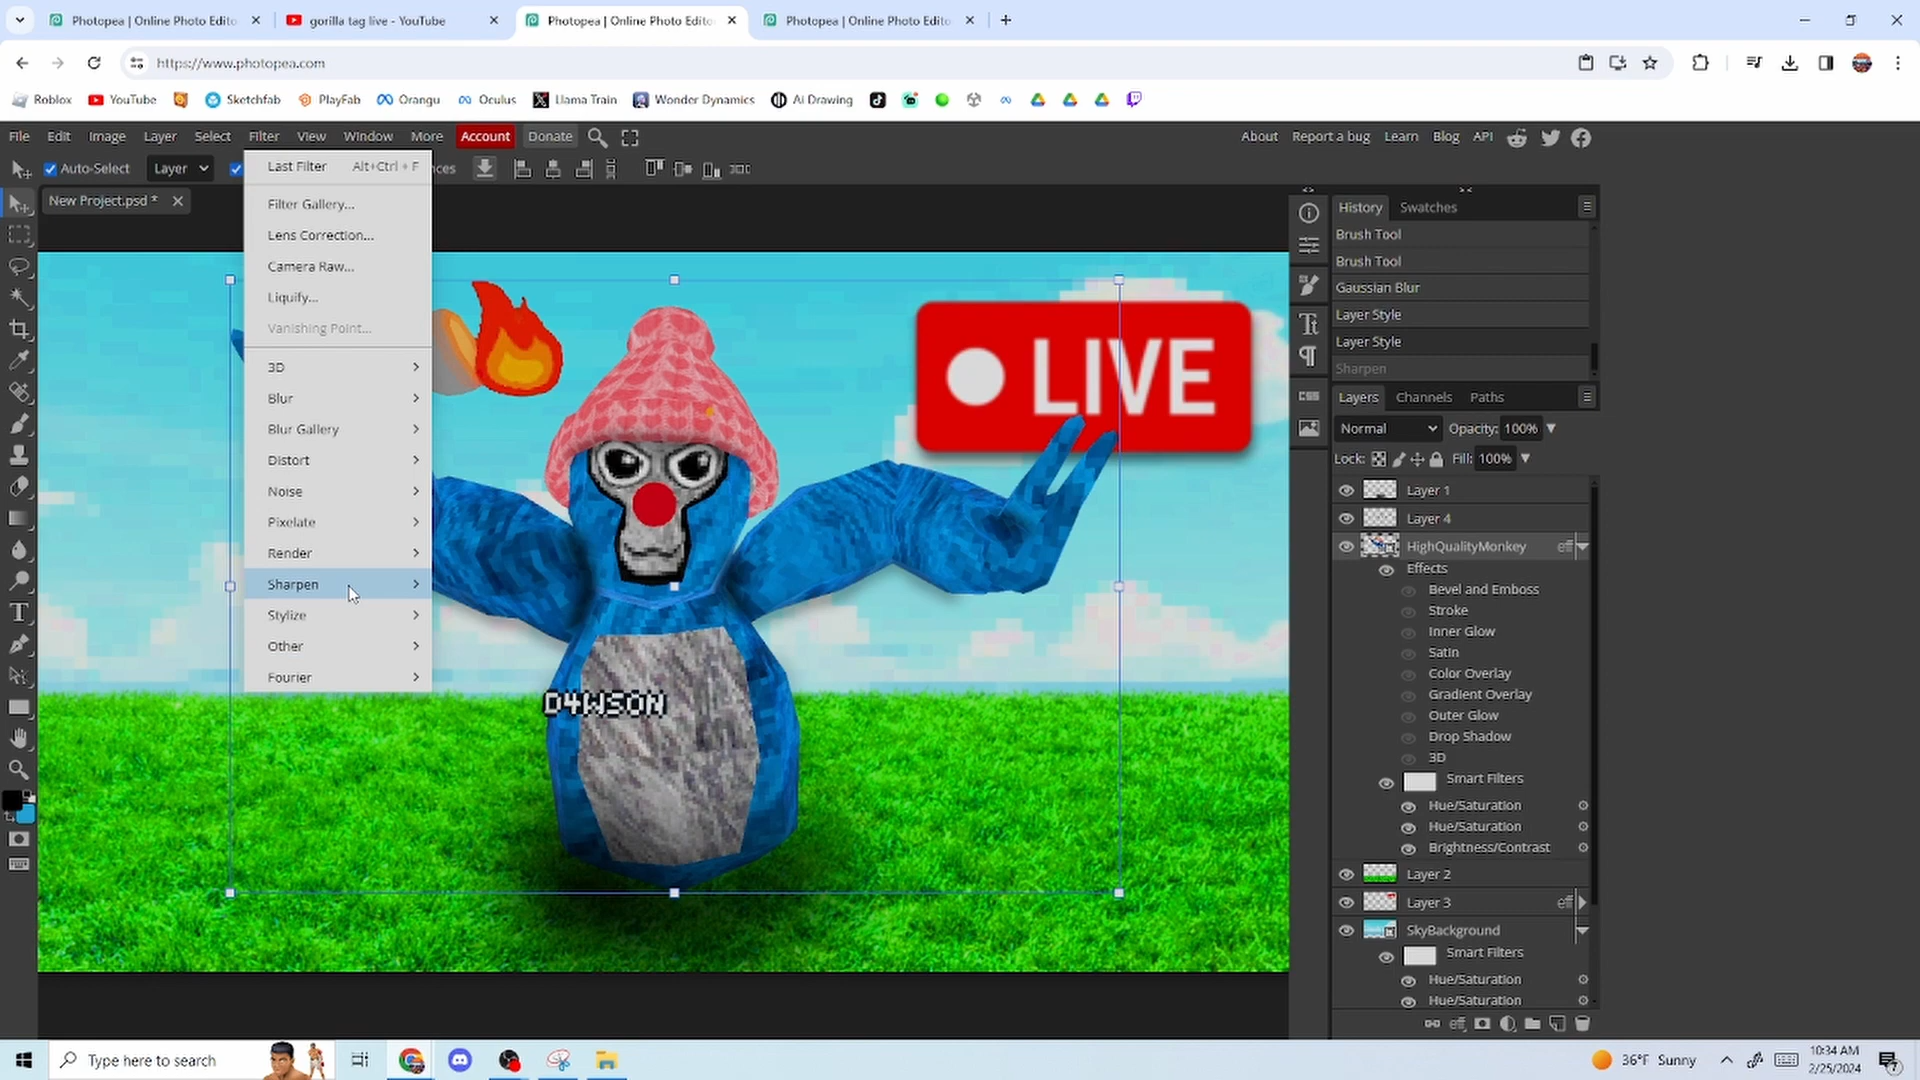 Photopea | Online Photo Edito
gorilla tag live - YouTube
Photopea | Online Photo Edito
Photopea | Online Photo Edito
https://www.photopea.com
Roblox
YouTube
Sketchfab
PlayFab
Orangu
Oculus
Llama Train
Wonder Dynamics
Ai Drawing
File Edit Image Layer Select Filter View Window More Account Donate
About Report a bug Learn Blog API
Auto-Select
Layer
nces
New Project.psd *
Last Filter Alt+Ctrl + F
Filter Gallery...
Lens Correction...
Camera Raw...
Liquify...
Vanishing Point...
3D
Blur
Blur Gallery
Distort
Noise
Pixelate
Render
Sharpen
Stylize
Other
Fourier
LIVE
D4WSON
History Swatches
Brush Tool
Brush Tool
Gaussian Blur
Layer Style
Layer Style
Sharpen
CSS
Layers Channels Paths
Normal Opacity: 100%
Lock: Fill: 100%
Layer 1
Layer 4
HighQualityMonkey eff
Effects
Bevel and Emboss
Stroke
Inner Glow
Satin
Color Overlay
Gradient Overlay
Outer Glow
Drop Shadow
3D
Smart Filters
Hue/Saturation
Hue/Saturation
Brightness/Contrast
Layer 2
Layer 3 eff
SkyBackground
Smart Filters
Hue/Saturation
Hue/Saturation
eff
Type here to search
36°F Sunny
10:34 AM
2/25/2024